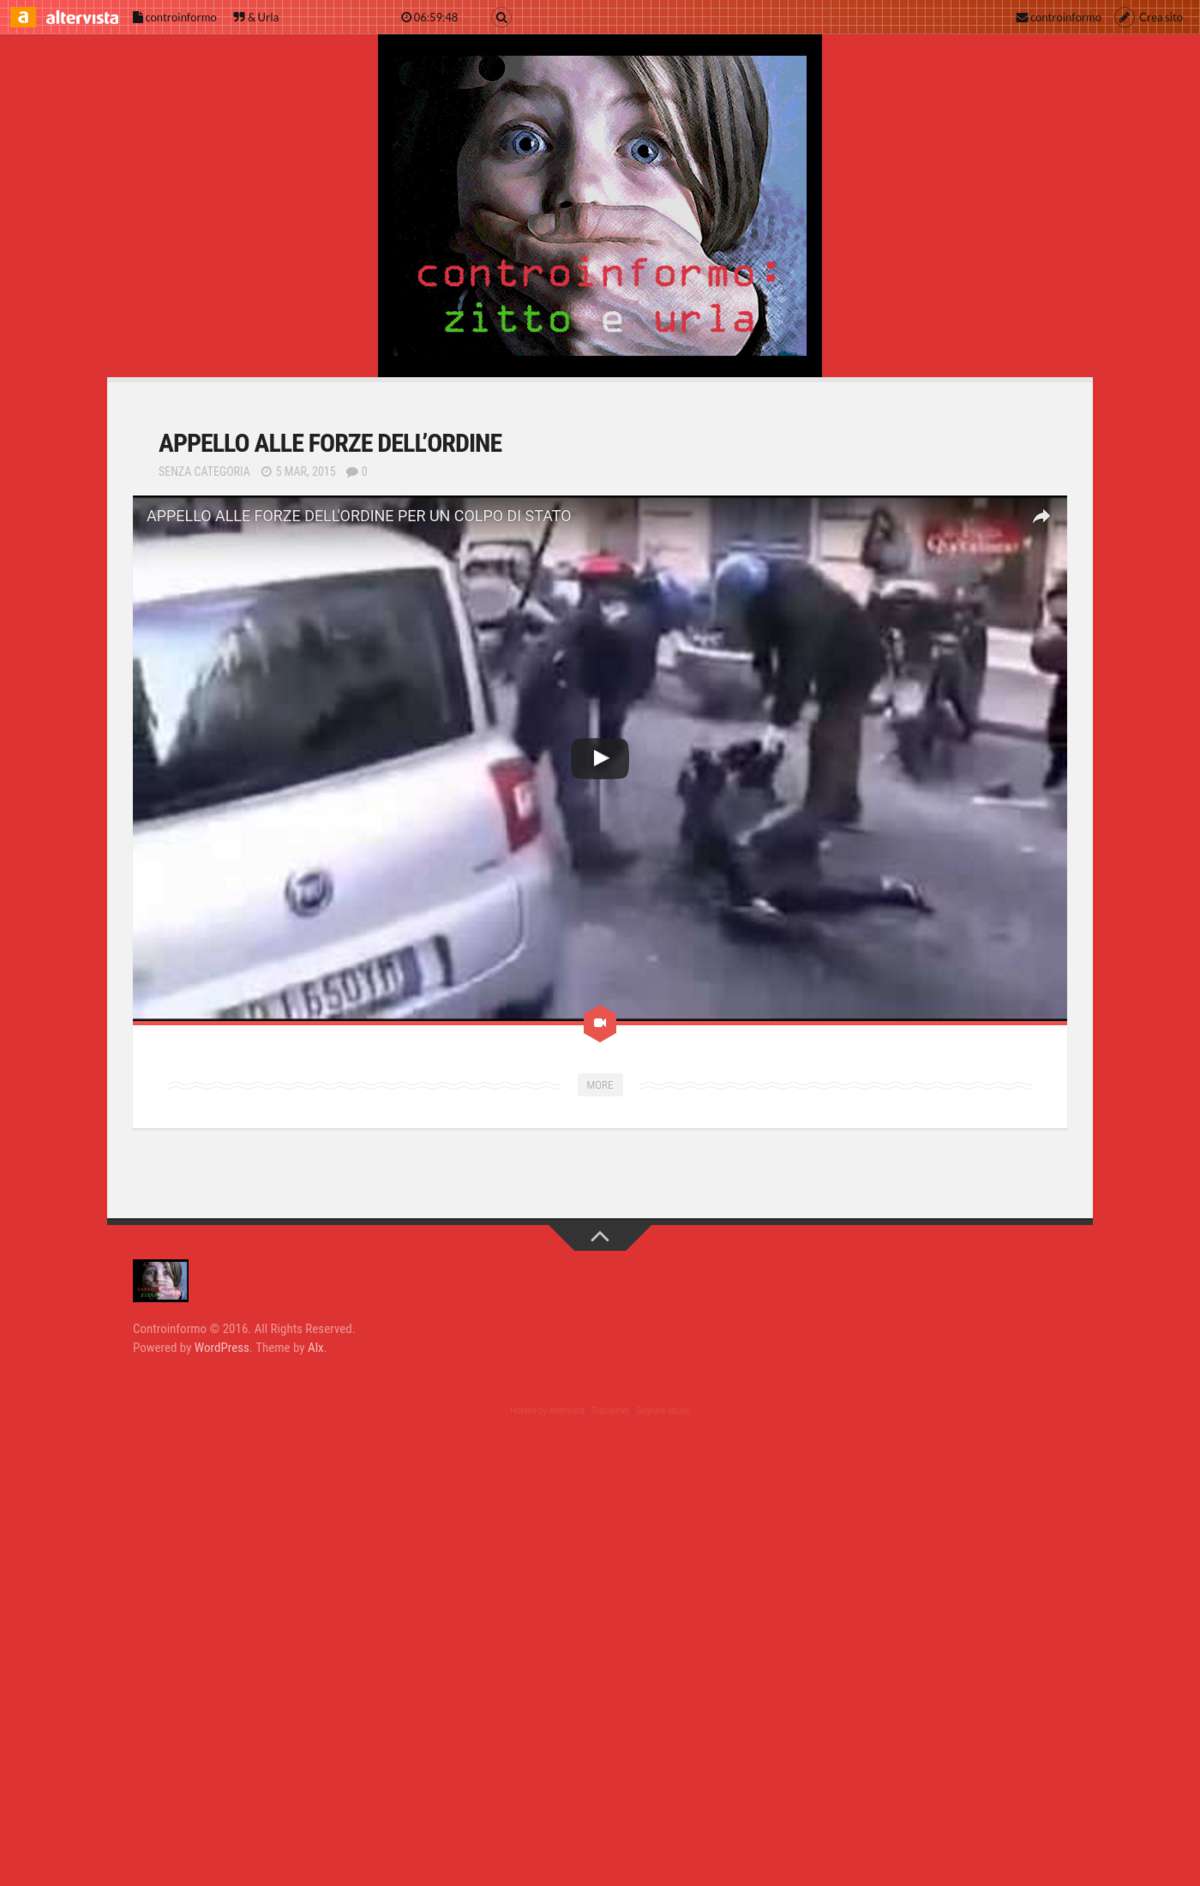 a altervista controinformo & Urla 06:59:48 controinformo Crea sito
controinformo:
zitto e urla
APPELLO ALLE FORZE DELL’ORDINE
SENZA CATEGORIA 5 MAR, 2015 0
APPELLO ALLE FORZE DELL'ORDINE PER UN COLPO DI STATO
MORE
Controinformo © 2016. All Rights Reserved.
Powered by WordPress. Theme by Alx.